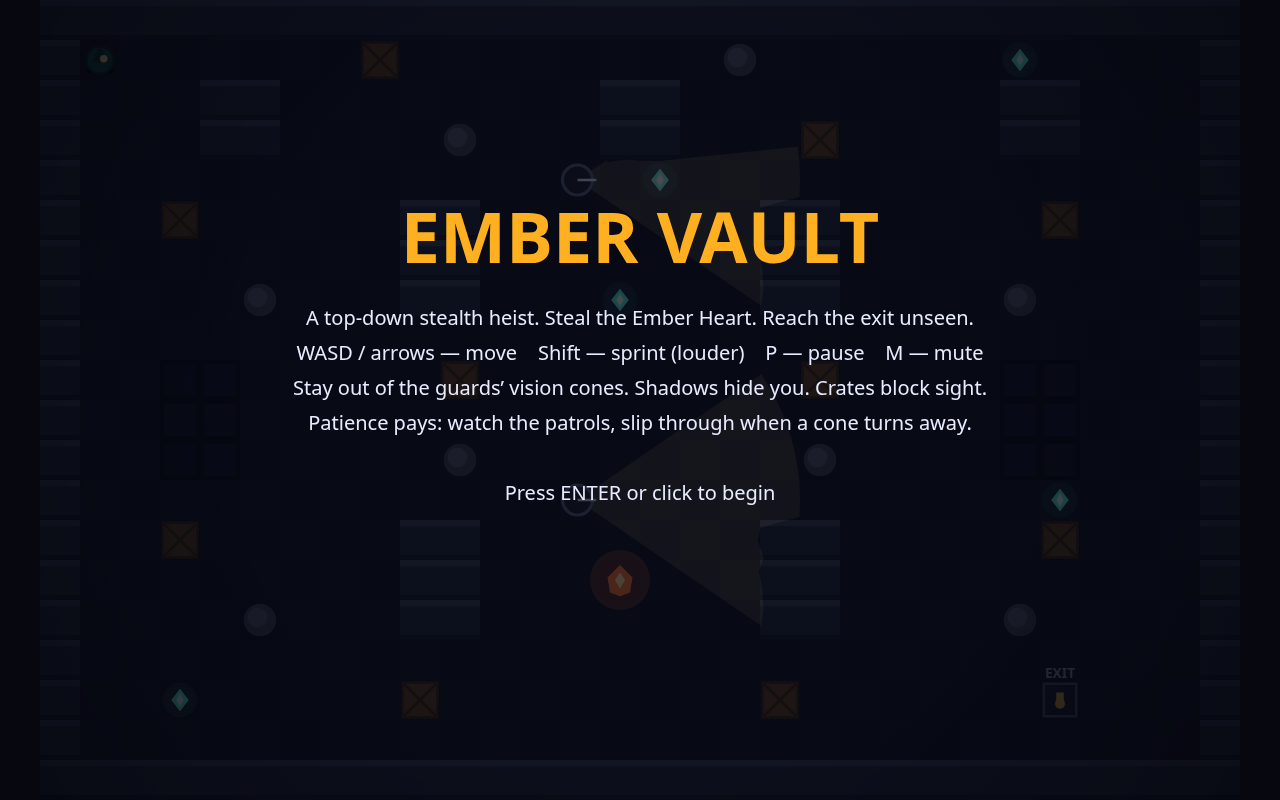 EMBER VAULT
A top-down stealth heist. Steal the Ember Heart. Reach the exit unseen.
WASD / arrows — move    Shift — sprint (louder)    P — pause    M — mute
Stay out of the guards’ vision cones. Shadows hide you. Crates block sight.
Patience pays: watch the patrols, slip through when a cone turns away.
Press ENTER or click to begin
EXIT